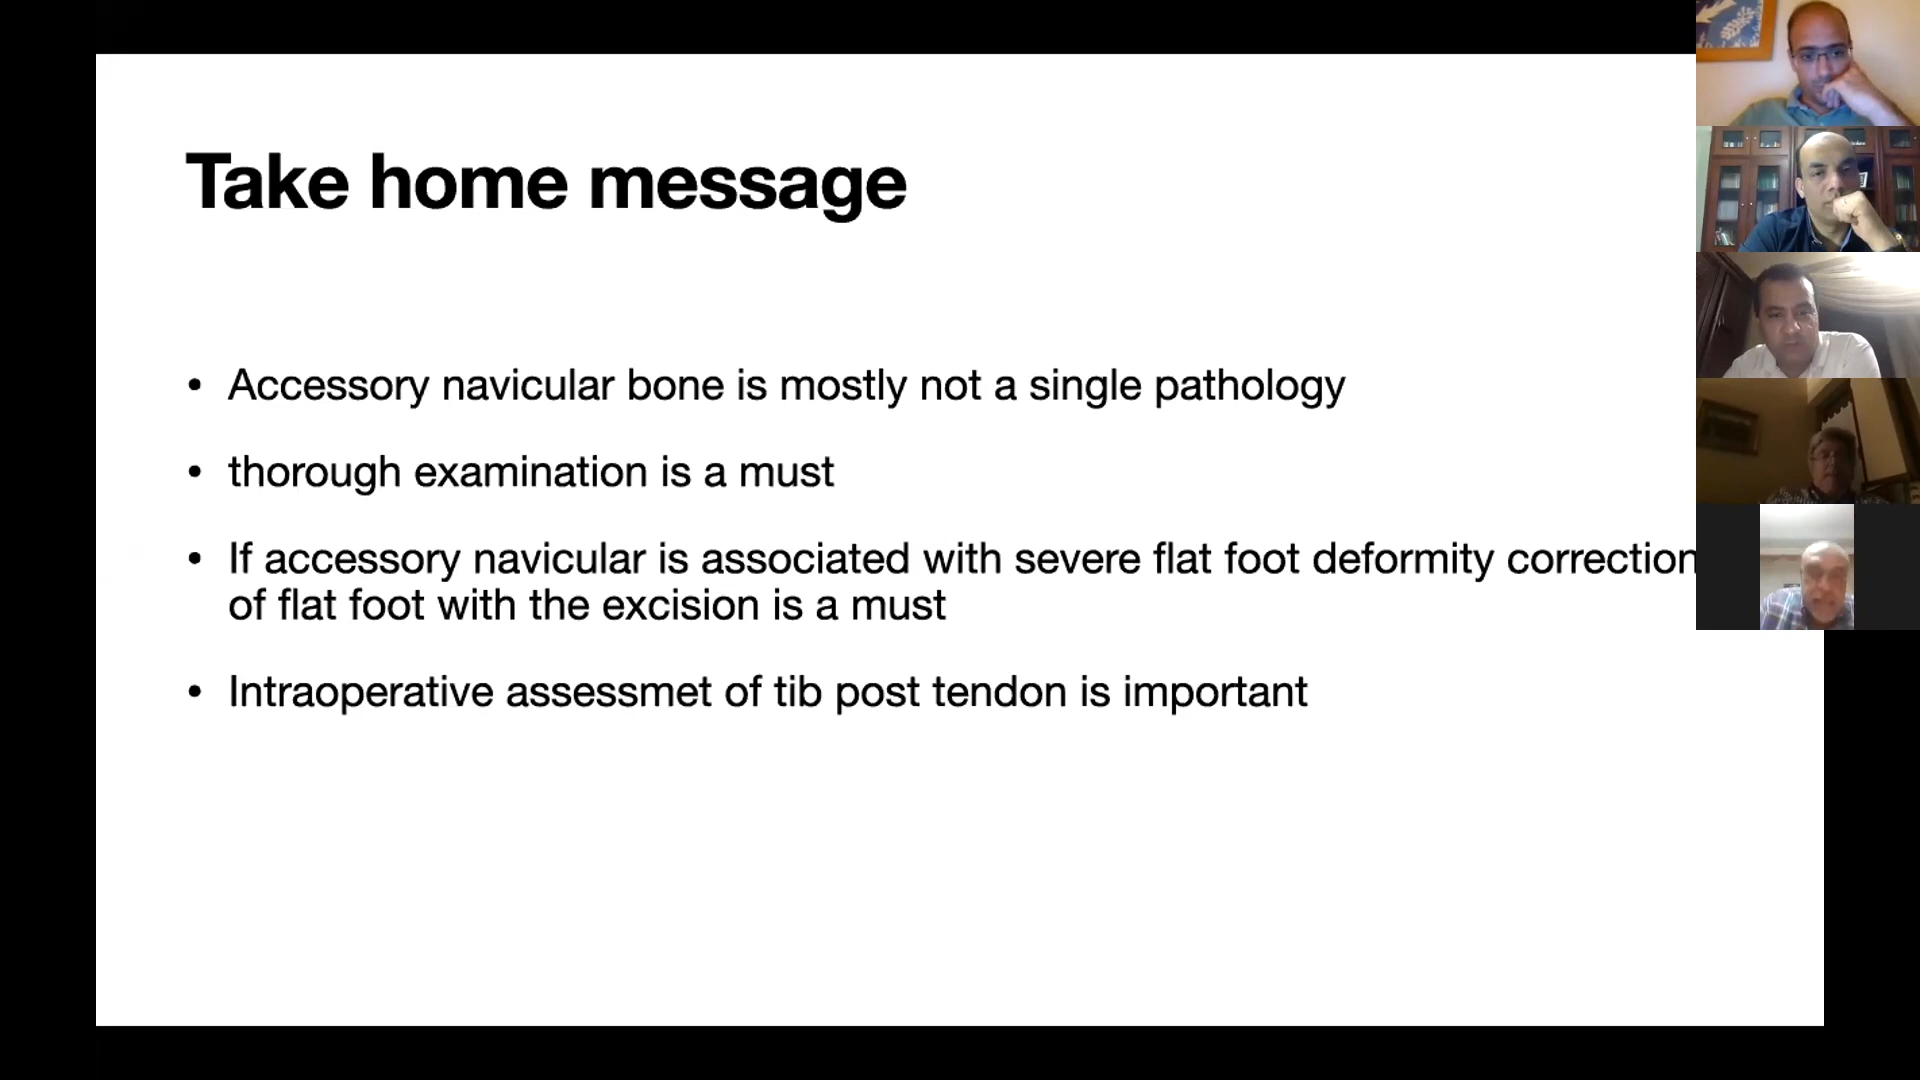 Take home message
• Accessory navicular bone is mostly not a single pathology
• thorough examination is a must
• If accessory navicular is associated with severe flat foot deformity correction
of flat foot with the excision is a must
• Intraoperative assessmet of tib post tendon is important